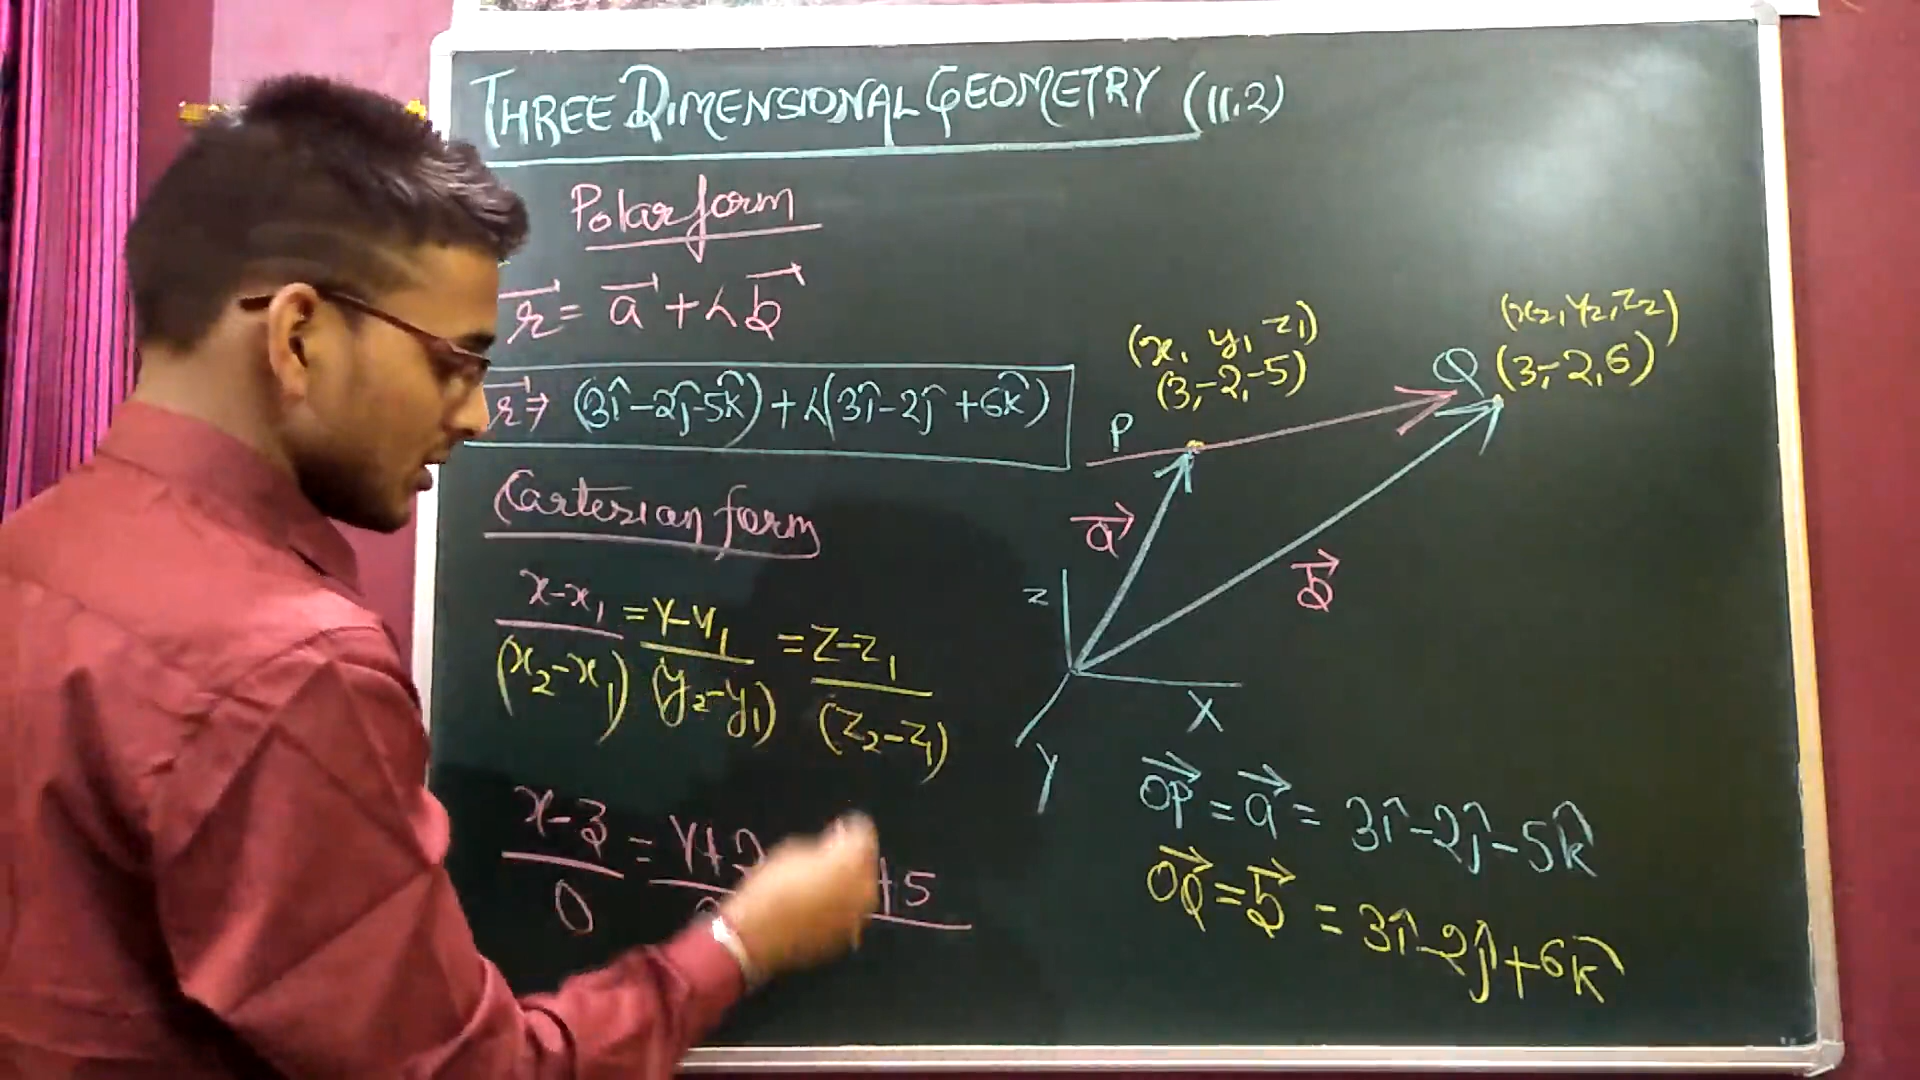 THREE DIMENSIONAL GEOMETRY (11.2)
Polar form
r⃗ = a⃗ + λb⃗
r⃗ ⇒ (3î-2ĵ-5k̂) + λ(3î-2ĵ+6k̂)
Cartesian form
x-x₁/(x₂-x₁) = y-y₁/(y₂-y₁) = z-z₁/(z₂-z₁)
x-3/0 = y+2
+5
(x₁ y₁ z₁)
(3,-2,-5)
P
(x₂, y₂, z₂)
Q (3,-2,6)
a⃗
b⃗
Z
X
Y
OP⃗ = a⃗ = 3î-2ĵ-5k̂
OQ⃗ = b⃗ = 3î-2ĵ+6k̂